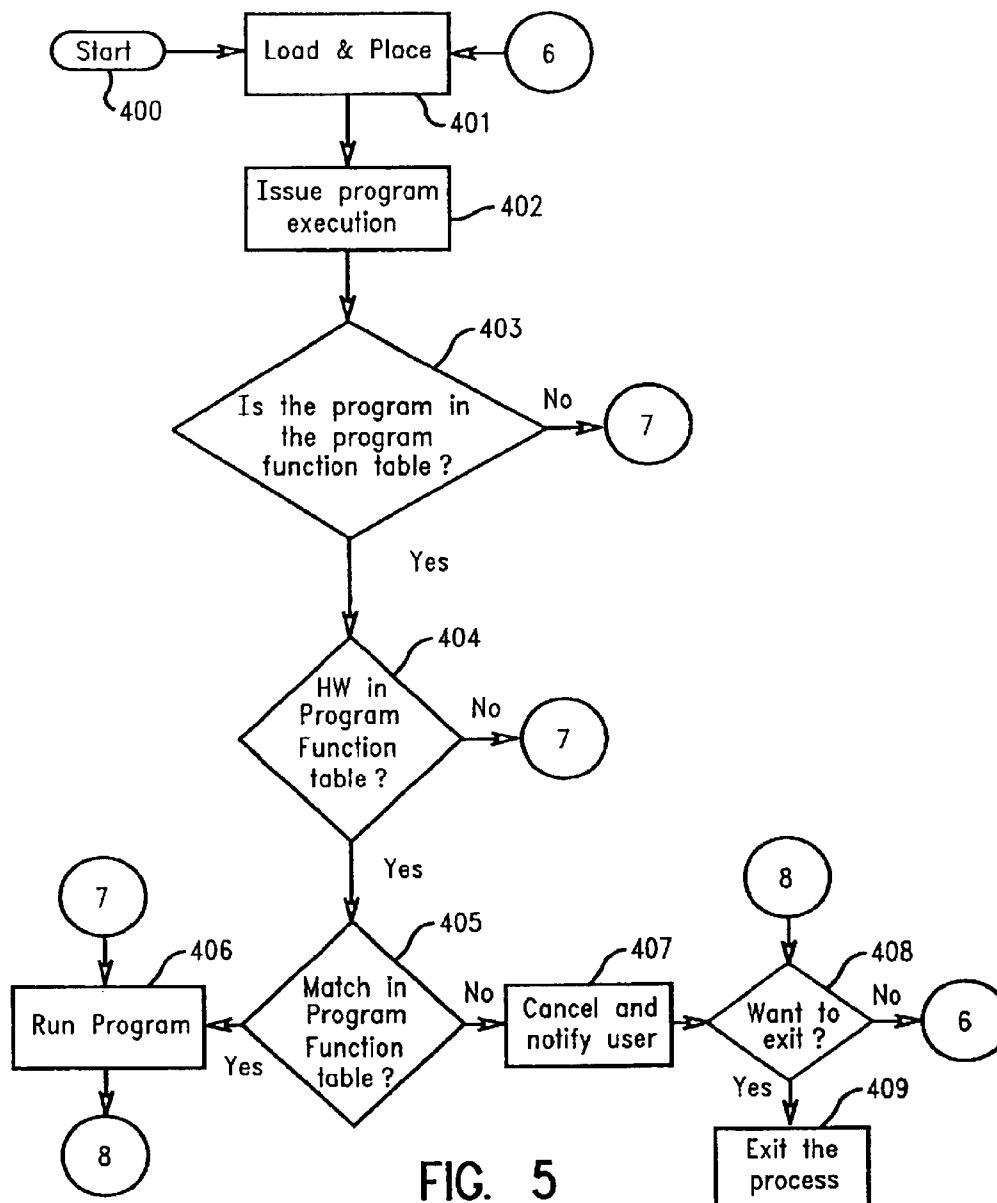 Start
400
Load & Place
401
6
Issue program
execution
402
403
Is the program in
the program
function table?
No
7
Yes
404
HW in
Program
Function
table?
No
7
Yes
7
406
Run Program
8
405
Match in
Program
Function
table?
Yes
No
407
Cancel and
notify user
8
408
Want to
exit?
No
6
Yes
409
Exit the
process
FIG. 5